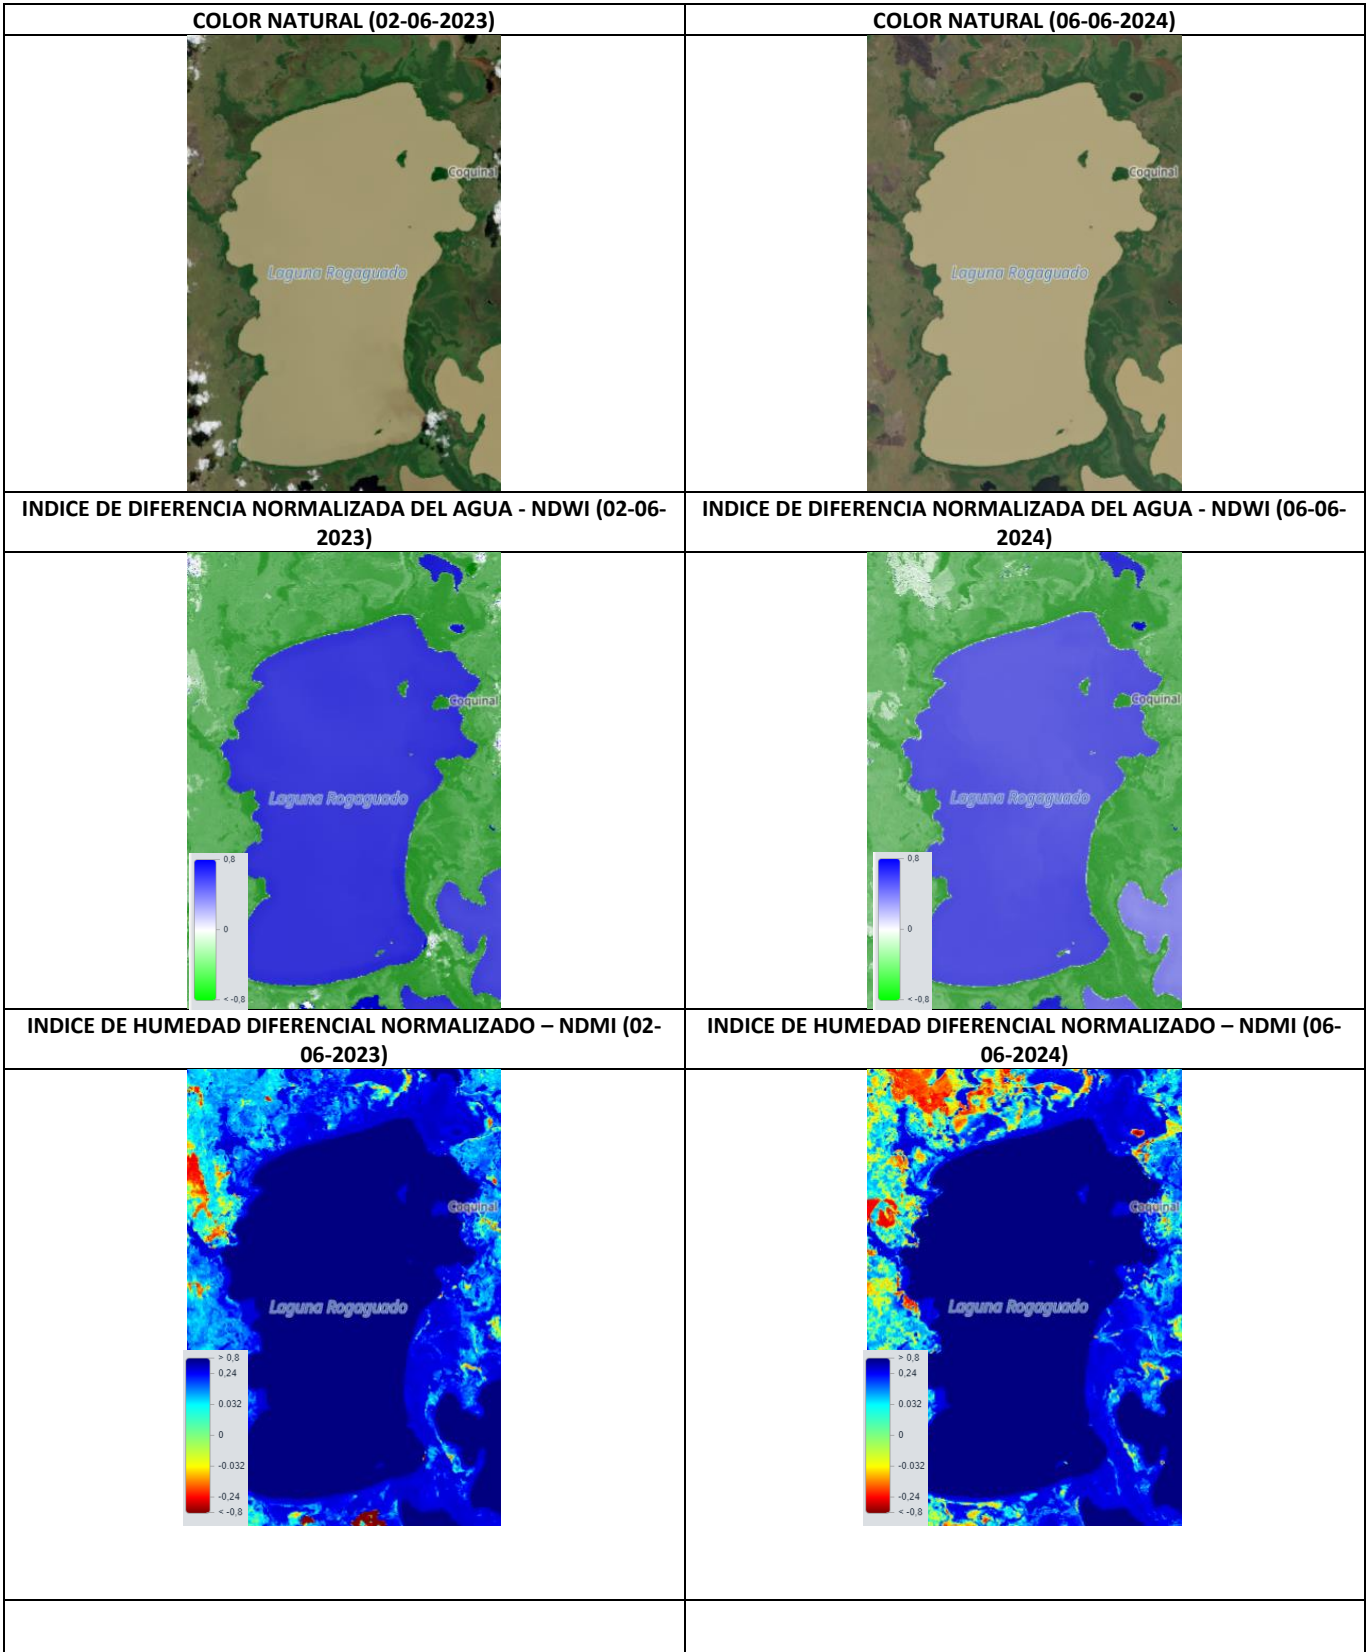 COLOR NATURAL (02-06-2023)
COLOR NATURAL (06-06-2024)
Coquinal
Laguna Rogaguado
Coquinal
Laguna Rogaguado
INDICE DE DIFERENCIA NORMALIZADA DEL AGUA - NDWI (02-06-
2023)
INDICE DE DIFERENCIA NORMALIZADA DEL AGUA - NDWI (06-06-
2024)
Coquinal
Laguna Rogaguado
0,8
0
< -0,8
Coquinal
Laguna Rogaguado
0,8
0
< -0,8
INDICE DE HUMEDAD DIFERENCIAL NORMALIZADO – NDMI (02-
06-2023)
INDICE DE HUMEDAD DIFERENCIAL NORMALIZADO – NDMI (06-
06-2024)
Coquinal
Laguna Rogaguado
> 0,8
0,24
0.032
0
-0.032
-0,24
< -0,8
Coquinal
Laguna Rogaguado
> 0,8
0,24
0.032
0
-0.032
-0,24
< -0,8